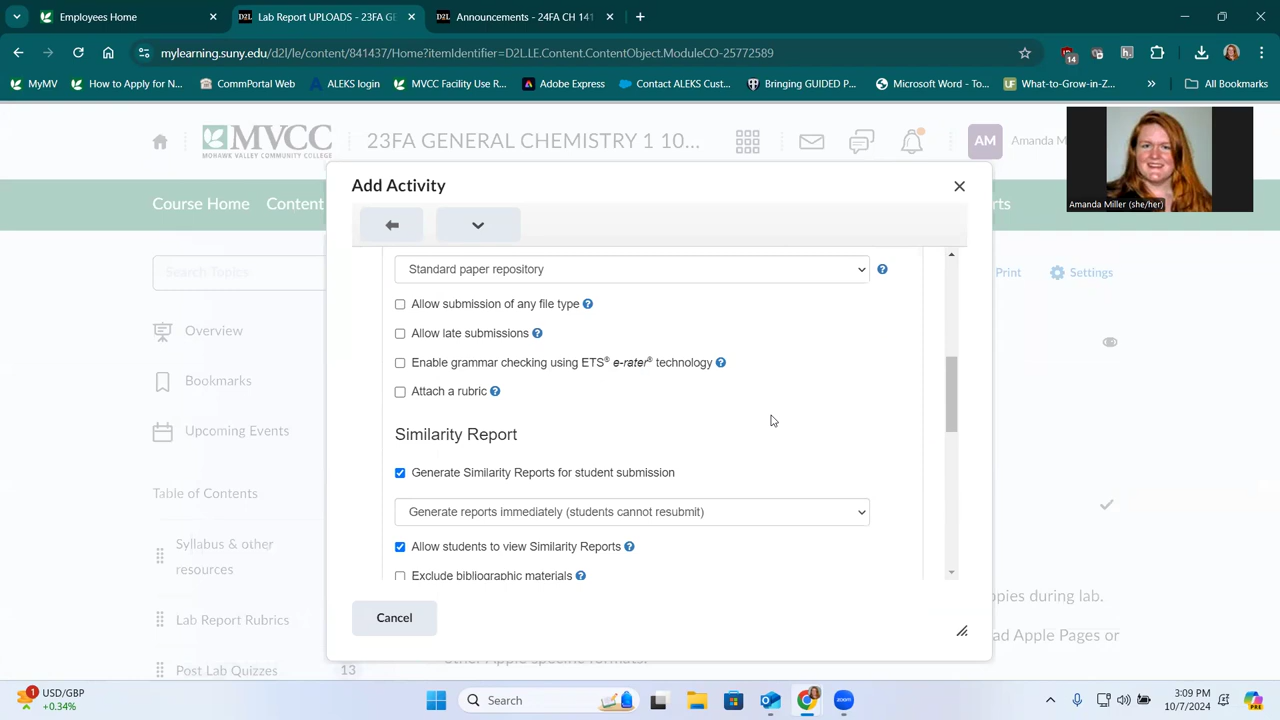 Employees Home
Lab Report UPLOADS - 23FA GE
Announcements - 24FA CH 141
mylearning.suny.edu/d2l/le/content/841437/Home?itemIdentifier=D2L.LE.Content.ContentObject.ModuleCO-25772589
14
MyMV
How to Apply for N...
CommPortal Web
ALEKS login
MVCC Facility Use R...
Adobe Express
Contact ALEKS Cust...
Bringing GUIDED P...
Microsoft Word - To...
What-to-Grow-in-Z...
All Bookmarks
MVCC
MOHAWK VALLEY COMMUNITY COLLEGE
23FA GENERAL CHEMISTRY 1 10...
AM
Amanda M
Amanda Miller (she/her)
Course Home
Content
Search Topics
Print
Settings
Overview
Bookmarks
Upcoming Events
Table of Contents
Syllabus & other
resources
Lab Report Rubrics
Post Lab Quizzes
13
Add Activity
Standard paper repository
Allow submission of any file type
Allow late submissions
Enable grammar checking using ETS® e-rater® technology
Attach a rubric
Similarity Report
Generate Similarity Reports for student submission
Generate reports immediately (students cannot resubmit)
Allow students to view Similarity Reports
Exclude bibliographic materials
Cancel
during lab.
Apple Pages or
1
USD/GBP
+0.34%
Search
3:09 PM
10/7/2024